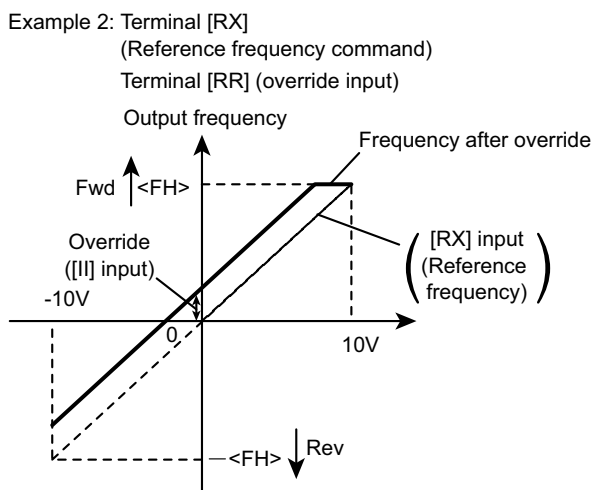 Example 2: Terminal [RX]
(Reference frequency command)
Terminal [RR] (override input)
Output frequency
Frequency after override
Fwd
<FH>
Override
([II] input)
[RX] input
(Reference
frequency)
-10V
0
10V
—<FH>
Rev